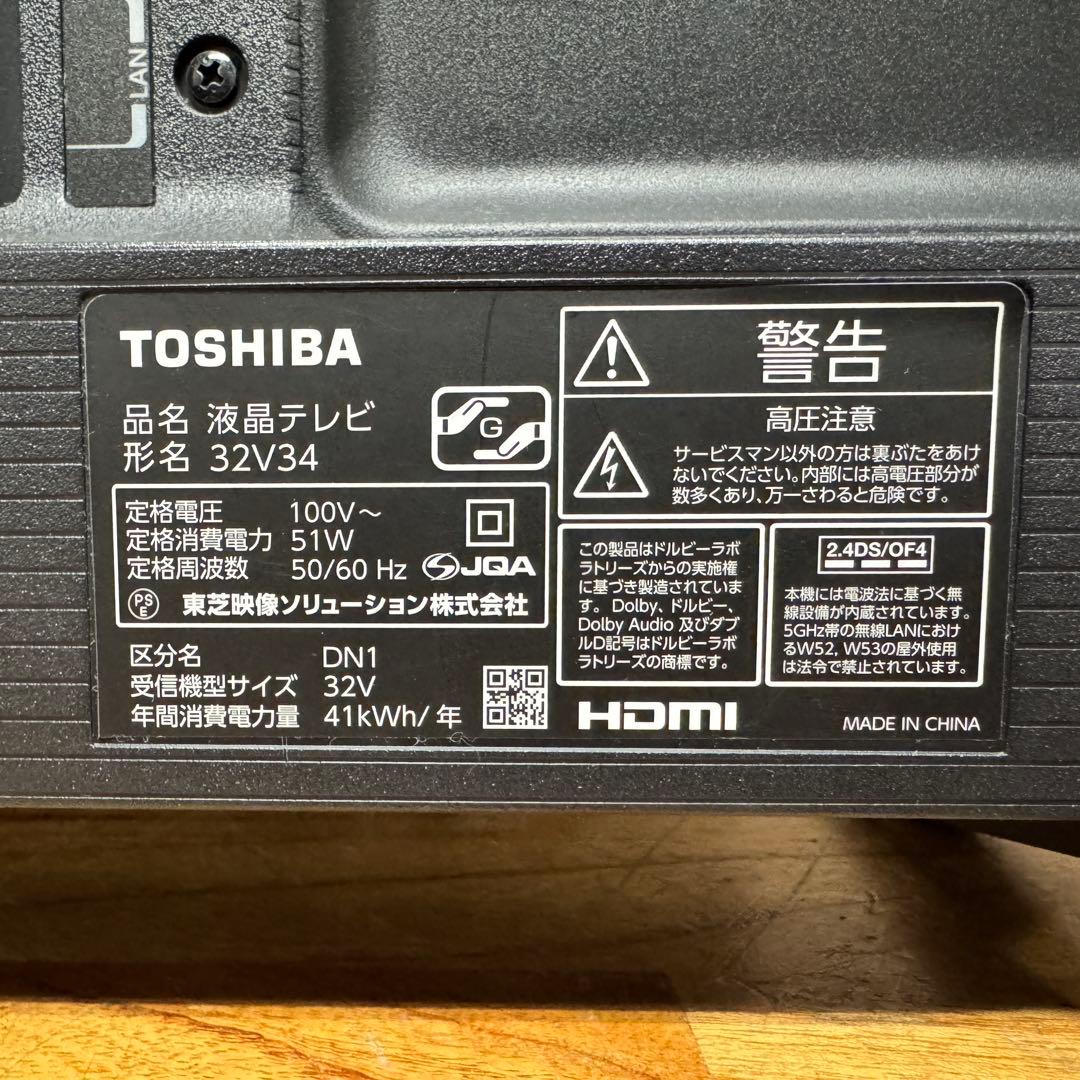 LAN
TOSHIBA
品名 液晶テレビ
形名 32V34
G
定格電圧 100V～
定格消費電力 51W
定格周波数 50/60 Hz
JQA
PS
E
東芝映像ソリューション株式会社
区分名 DN1
受信機型サイズ 32V
年間消費電力量 41kWh/年
警告
高圧注意
サービスマン以外の方は裏ぶたをあけ
ないでください。内部には高電圧部分が
数多くあり、万一さわると危険です。
この製品はドルビーラボ
ラトリーズからの実施権
に基づき製造されていま
す。Dolby、ドルビー、
Dolby Audio 及びダブ
ルD記号はドルビーラボ
ラトリーズの商標です。
2.4DS/OF4
本機には電波法に基づく無
線設備が内蔵されています。
5GHz帯の無線LANにおけ
るW52, W53の屋外使用
は法令で禁止されています。
HDMI
MADE IN CHINA